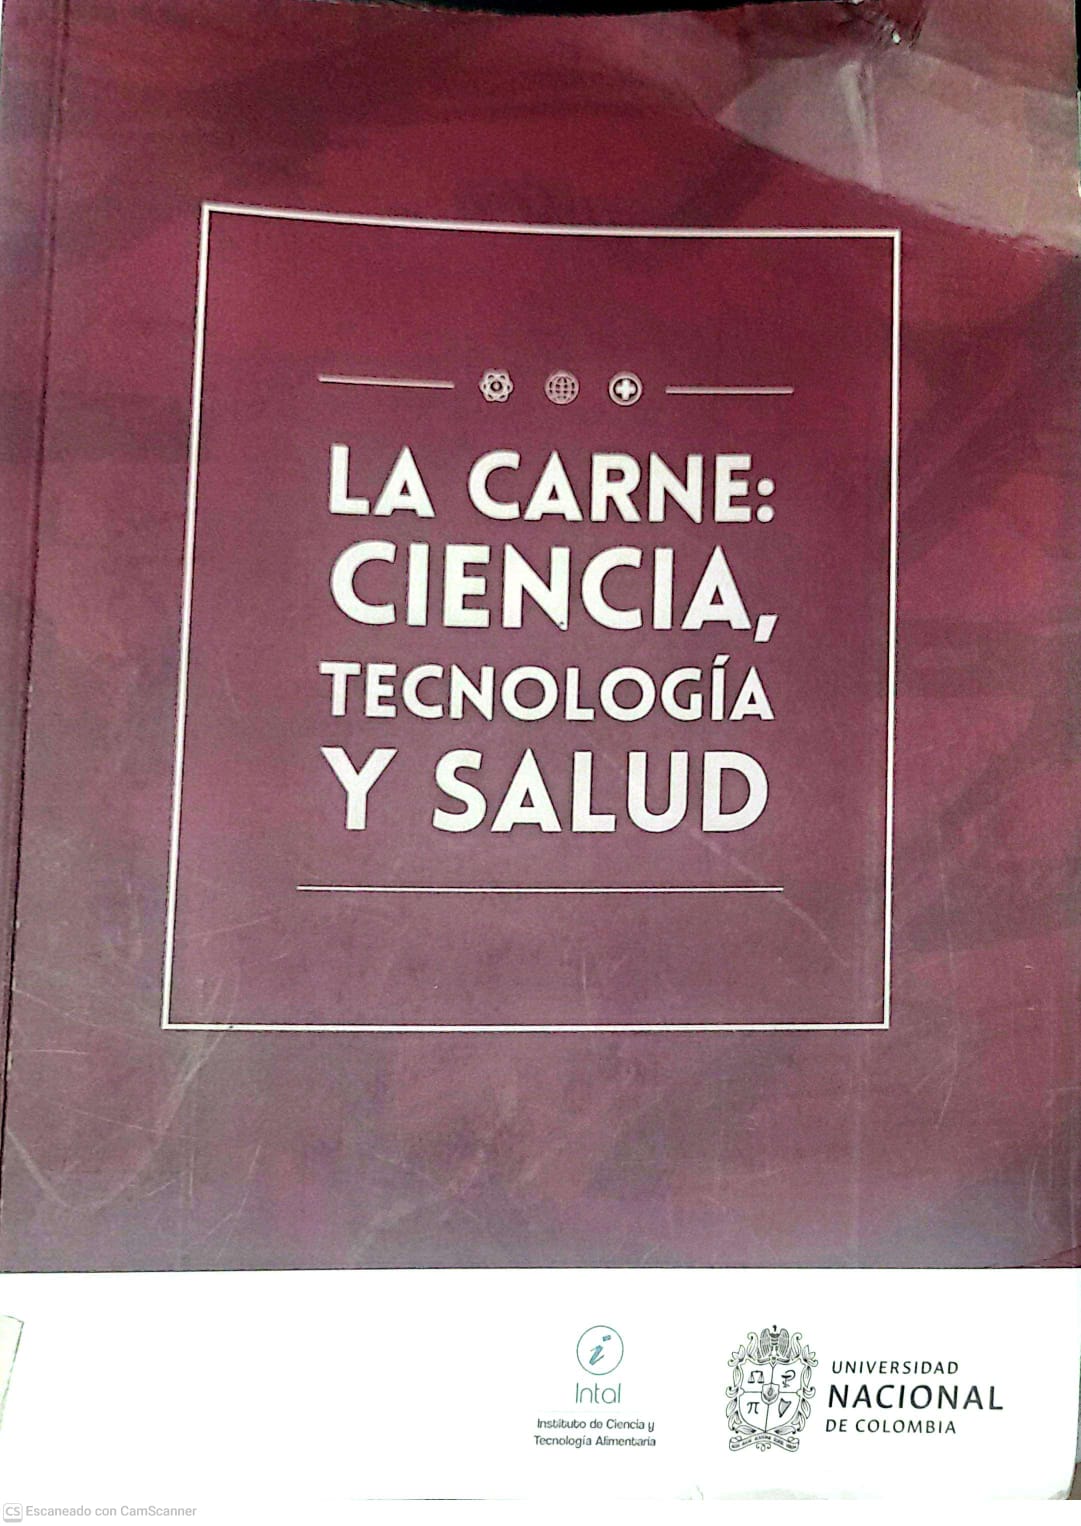 LA CARNE:
CIENCIA,
TECNOLOGÍA
Y SALUD
Intal
Instituto de Ciencia y
Tecnología Alimentaria
UNIVERSIDAD
NACIONAL
DE COLOMBIA
CS Escaneado con CamScanner